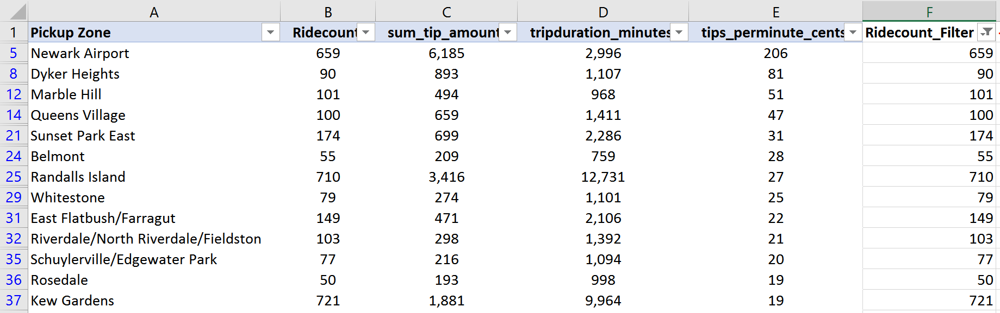 A B C D E F
1 Pickup Zone Ridecount sum_tip_amount tripduration_minutes tips_perminute_cents Ridecount_Filter
5 Newark Airport 659 6,185 2,996 206 659
8 Dyker Heights 90 893 1,107 81 90
12 Marble Hill 101 494 968 51 101
14 Queens Village 100 659 1,411 47 100
21 Sunset Park East 174 699 2,286 31 174
24 Belmont 55 209 759 28 55
25 Randalls Island 710 3,416 12,731 27 710
29 Whitestone 79 274 1,101 25 79
31 East Flatbush/Farragut 149 471 2,106 22 149
32 Riverdale/North Riverdale/Fieldston 103 298 1,392 21 103
35 Schuylerville/Edgewater Park 77 216 1,094 20 77
36 Rosedale 50 193 998 19 50
37 Kew Gardens 721 1,881 9,964 19 721